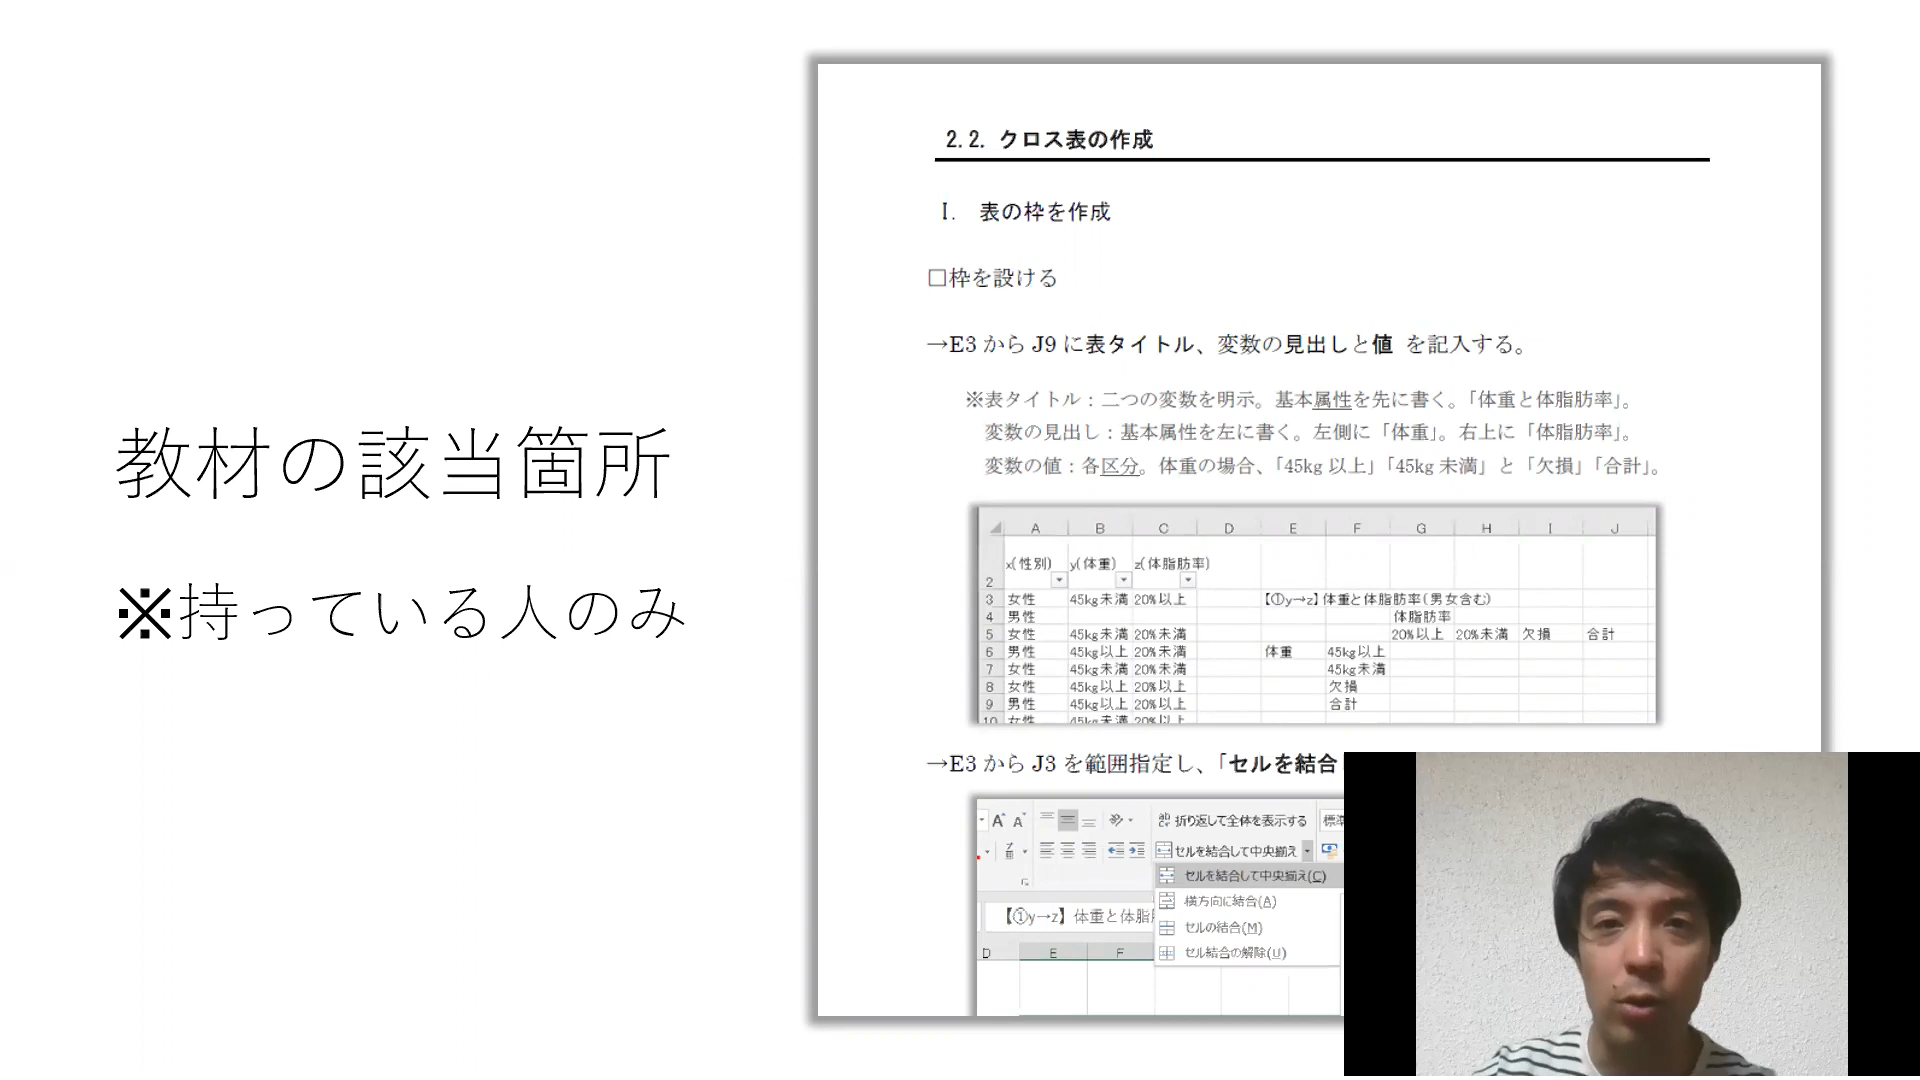 教材の該当箇所
※持っている人のみ
2.2. クロス表の作成
I. 表の枠を作成
□枠を設ける
→E3 から J9 に表タイトル、変数の見出しと値 を記入する。
※表タイトル：二つの変数を明示。基本属性を先に書く。「体重と体脂肪率」。
変数の見出し：基本属性を左に書く。左側に「体重」。右上に「体脂肪率」。
変数の値：各区分。体重の場合、「45kg 以上」「45kg 未満」と「欠損」「合計」。
A B C D E F G H I J
2 x(性別) y(体重) z(体脂肪率)
3 女性 45kg未満 20%以上 【①y→z】体重と体脂肪率(男女含む)
4 男性 体脂肪率
5 女性 45kg未満 20%未満 20%以上 20%未満 欠損 合計
6 男性 45kg以上 20%未満 体重 45kg以上
7 女性 45kg未満 20%未満 45kg未満
8 女性 45kg以上 20%以上 欠損
9 男性 45kg以上 20%以上 合計
10 女性 45kg未満 20%以上
→E3 から J3 を範囲指定し、「セルを結合
折り返して全体を表示する 標準
セルを結合して中央揃え
セルを結合して中央揃え(C)
横方向に結合(A)
【①y→z】体重と体脂
セルの結合(M)
セル結合の解除(U)
D E F